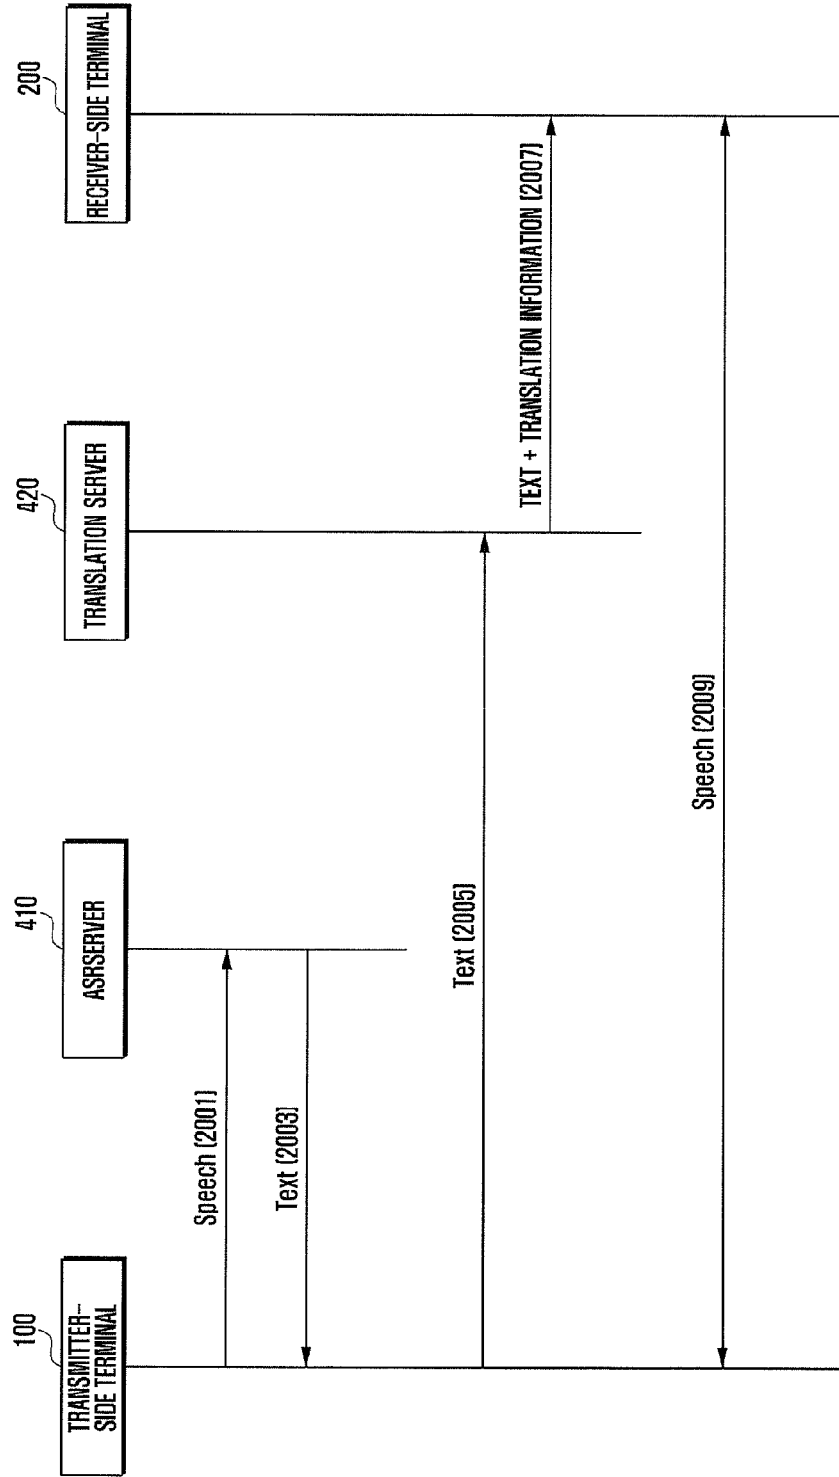 100
TRANSMITTER-
SIDE TERMINAL
410
ASRSERVER
420
TRANSLATION SERVER
200
RECEIVER-SIDE TERMINAL
Speech (2001)
Text (2003)
Text (2005)
TEXT + TRANSLATION INFORMATION (2007)
Speech (2009)